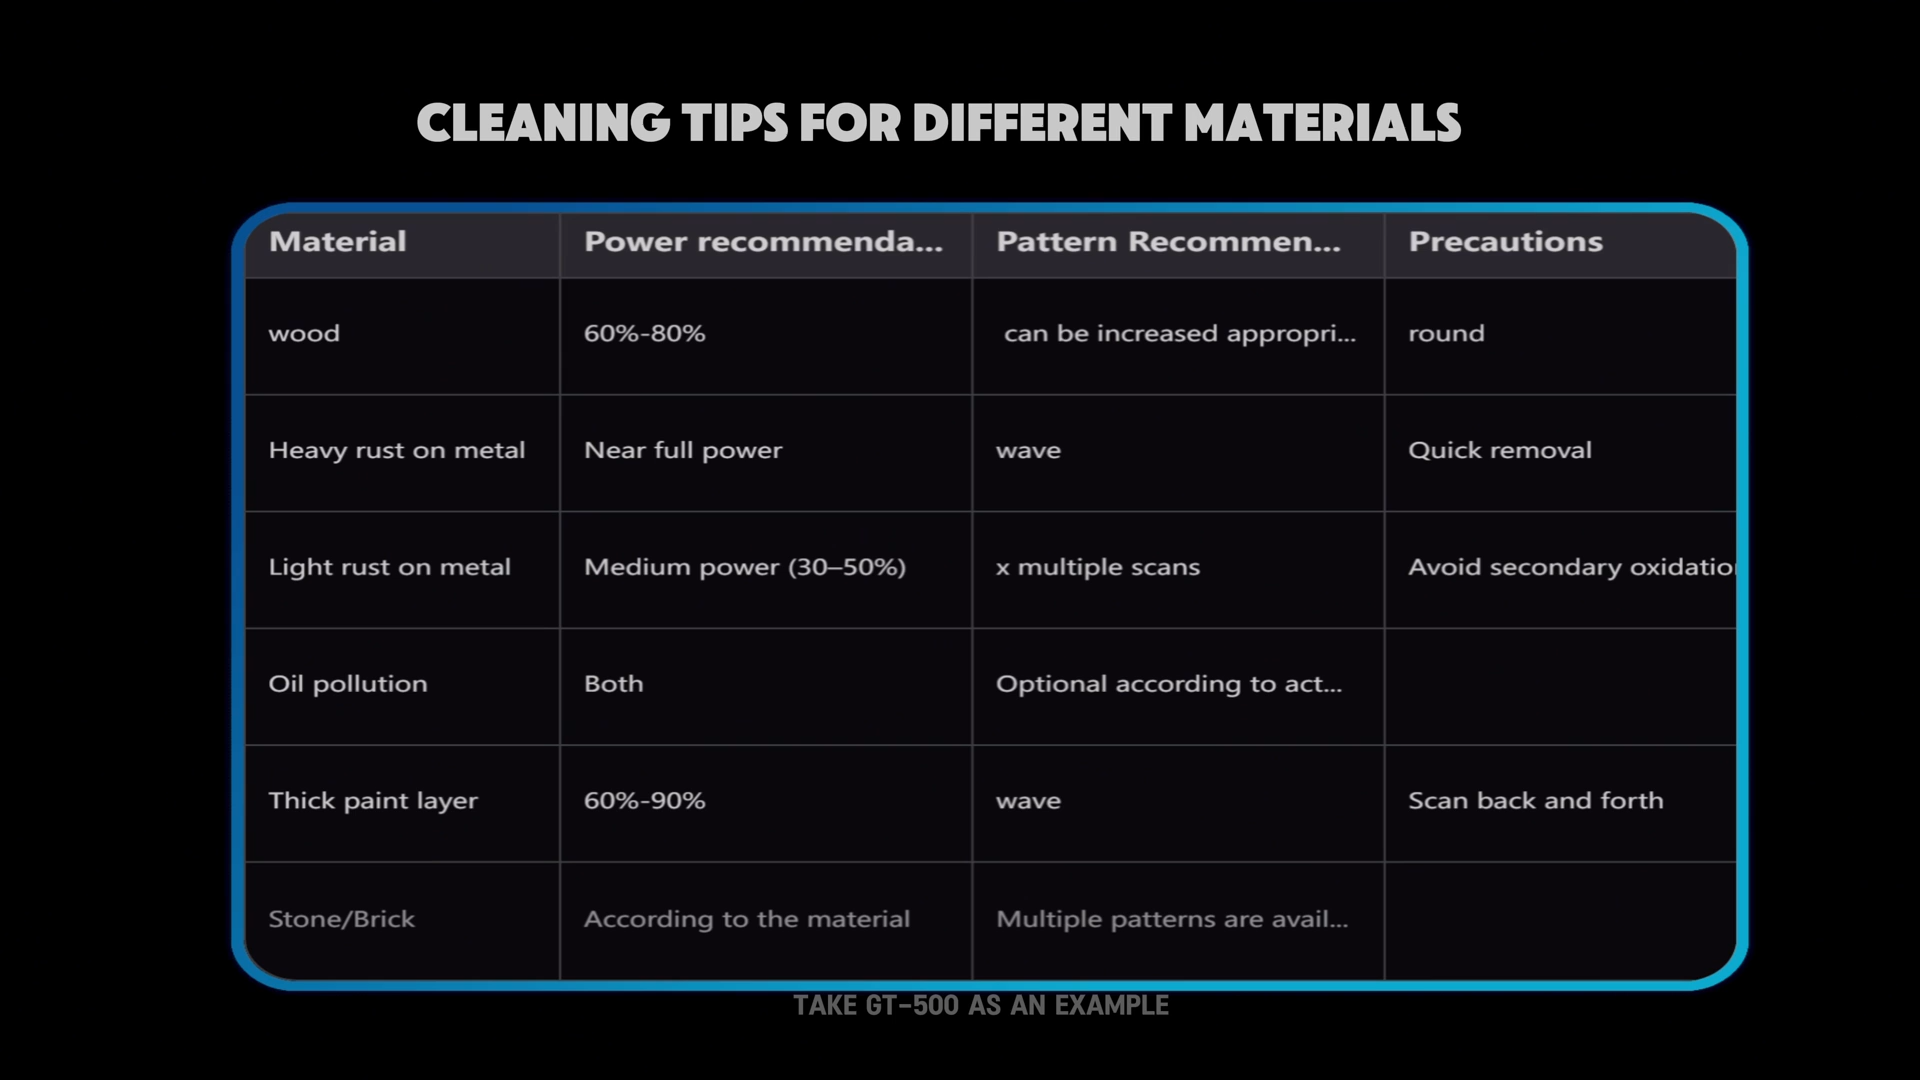 CLEANING TIPS FOR DIFFERENT MATERIALS
Material Power recommenda... Pattern Recommen... Precautions
wood 60%-80% can be increased appropri... round
Heavy rust on metal Near full power wave Quick removal
Light rust on metal Medium power (30–50%) x multiple scans Avoid secondary oxidation
Oil pollution Both Optional according to act...
Thick paint layer 60%-90% wave Scan back and forth
Stone/Brick According to the material Multiple patterns are avail...
TAKE GT-500 AS AN EXAMPLE